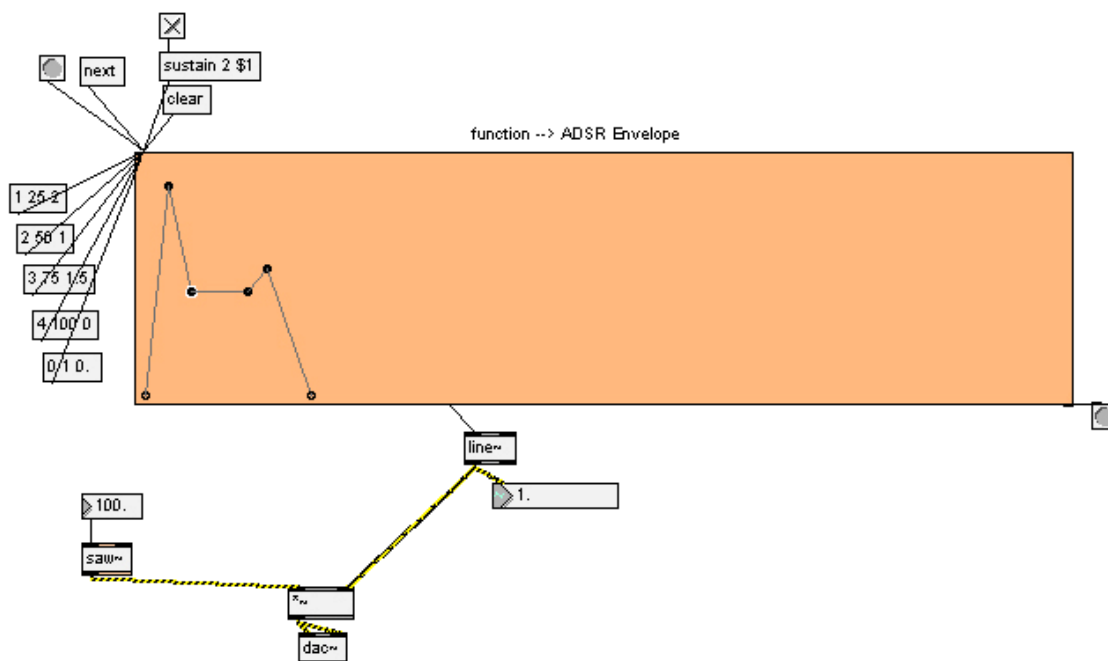 sustain 2 $1
next
clear
function --> ADSR Envelope
1 25 2
2 50 1
3 75 1.5
4 100 0
0 1 0.
line~
1.
100.
saw~
*~
dac~